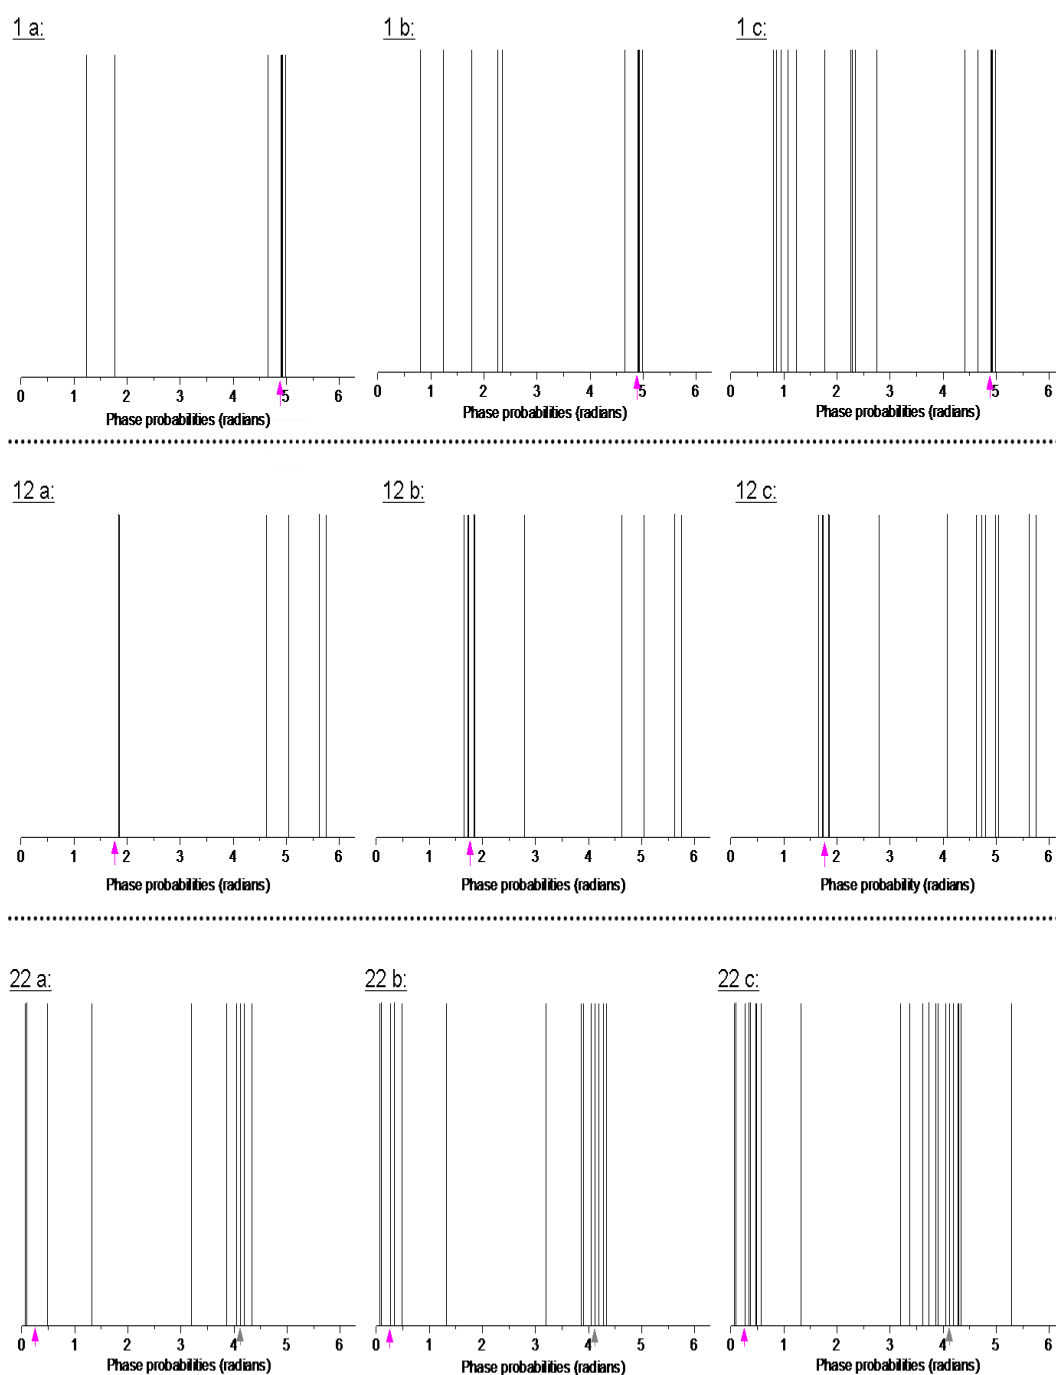 1 a: 1 b: 1 c:
0 1 2 3 4 5 6 0 1 2 3 4 5 6 0 1 2 3 4 5 6
Phase probabilities (radians) Phase probabilities (radians) Phase probabilities (radians)
12 a: 12 b: 12 c:
0 1 2 3 4 5 6 0 1 2 3 4 5 6 0 1 2 3 4 5 6
Phase probabilities (radians) Phase probabilities (radians) Phase probability (radians)
22 a: 22 b: 22 c:
0 1 2 3 4 5 6 0 1 2 3 4 5 6 0 1 2 3 4 5 6
Phase probabilities (radians) Phase probabilities (radians) Phase probabilities (radians)